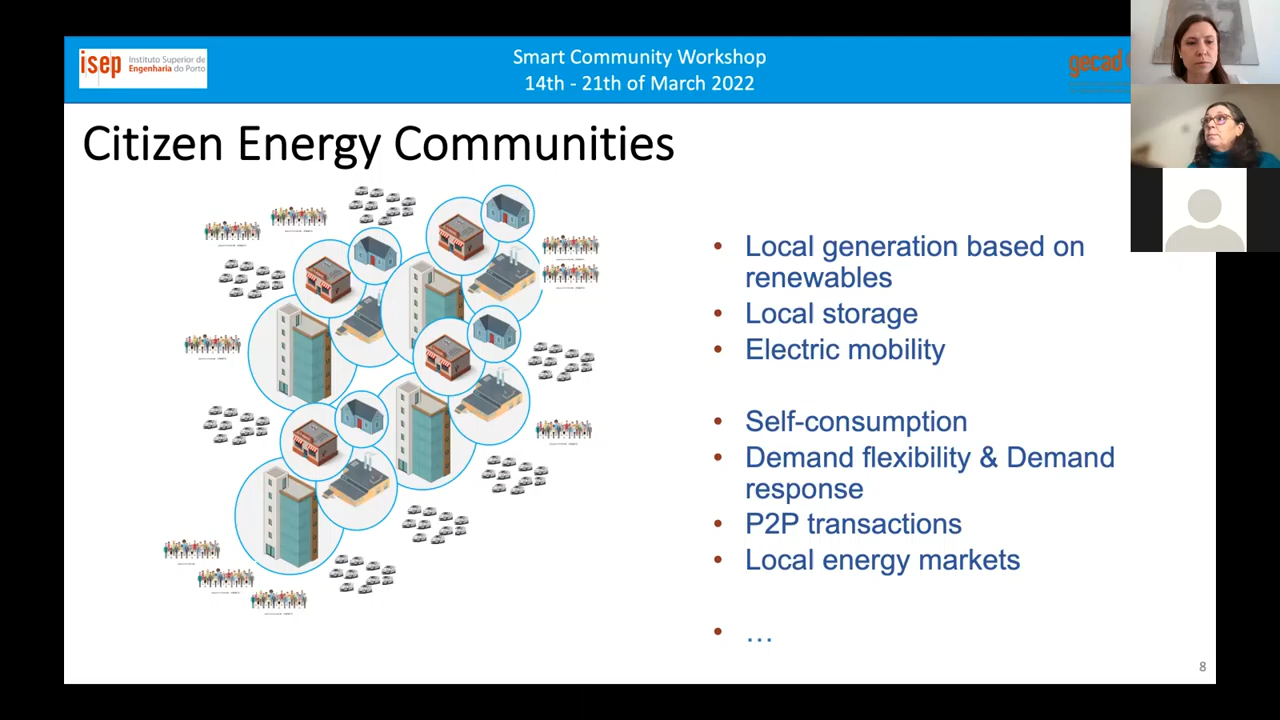 isep Instituto Superior de
Engenharia do Porto
Smart Community Workshop
14th - 21th of March 2022
gecad
Citizen Energy Communities
• Local generation based on
renewables
• Local storage
• Electric mobility
• Self-consumption
• Demand flexibility & Demand
response
• P2P transactions
• Local energy markets
• ...
8